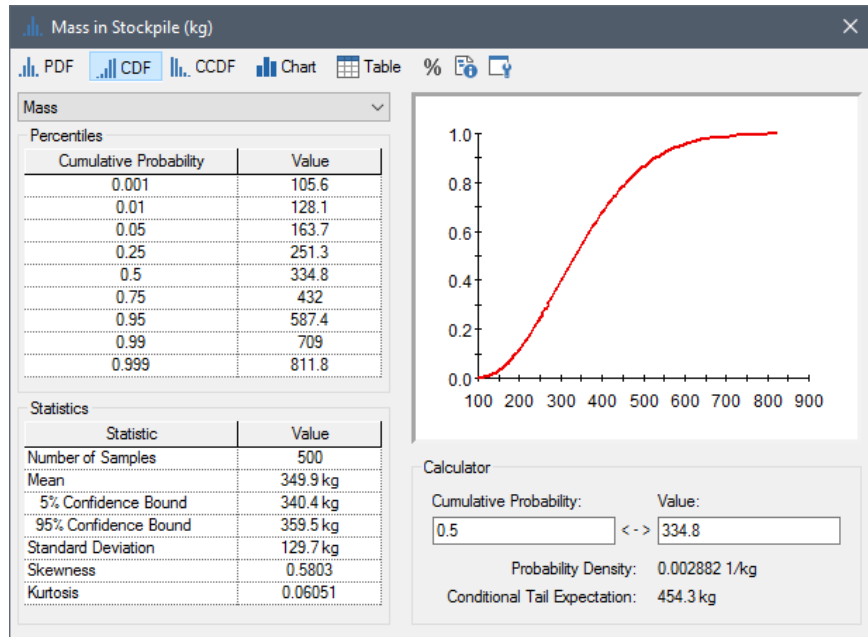 Mass in Stockpile (kg)
PDF CDF CCDF Chart Table %
Mass
Percentiles
Cumulative Probability Value
0.001 105.6
0.01 128.1
0.05 163.7
0.25 251.3
0.5 334.8
0.75 432
0.95 587.4
0.99 709
0.999 811.8
Statistics
Statistic Value
Number of Samples 500
Mean 349.9 kg
5% Confidence Bound 340.4 kg
95% Confidence Bound 359.5 kg
Standard Deviation 129.7 kg
Skewness 0.5803
Kurtosis 0.06051
1.0
0.8
0.6
0.4
0.2
0.0
100 200 300 400 500 600 700 800 900
Calculator
Cumulative Probability: Value:
0.5 <-> 334.8
Probability Density: 0.002882 1/kg
Conditional Tail Expectation: 454.3 kg